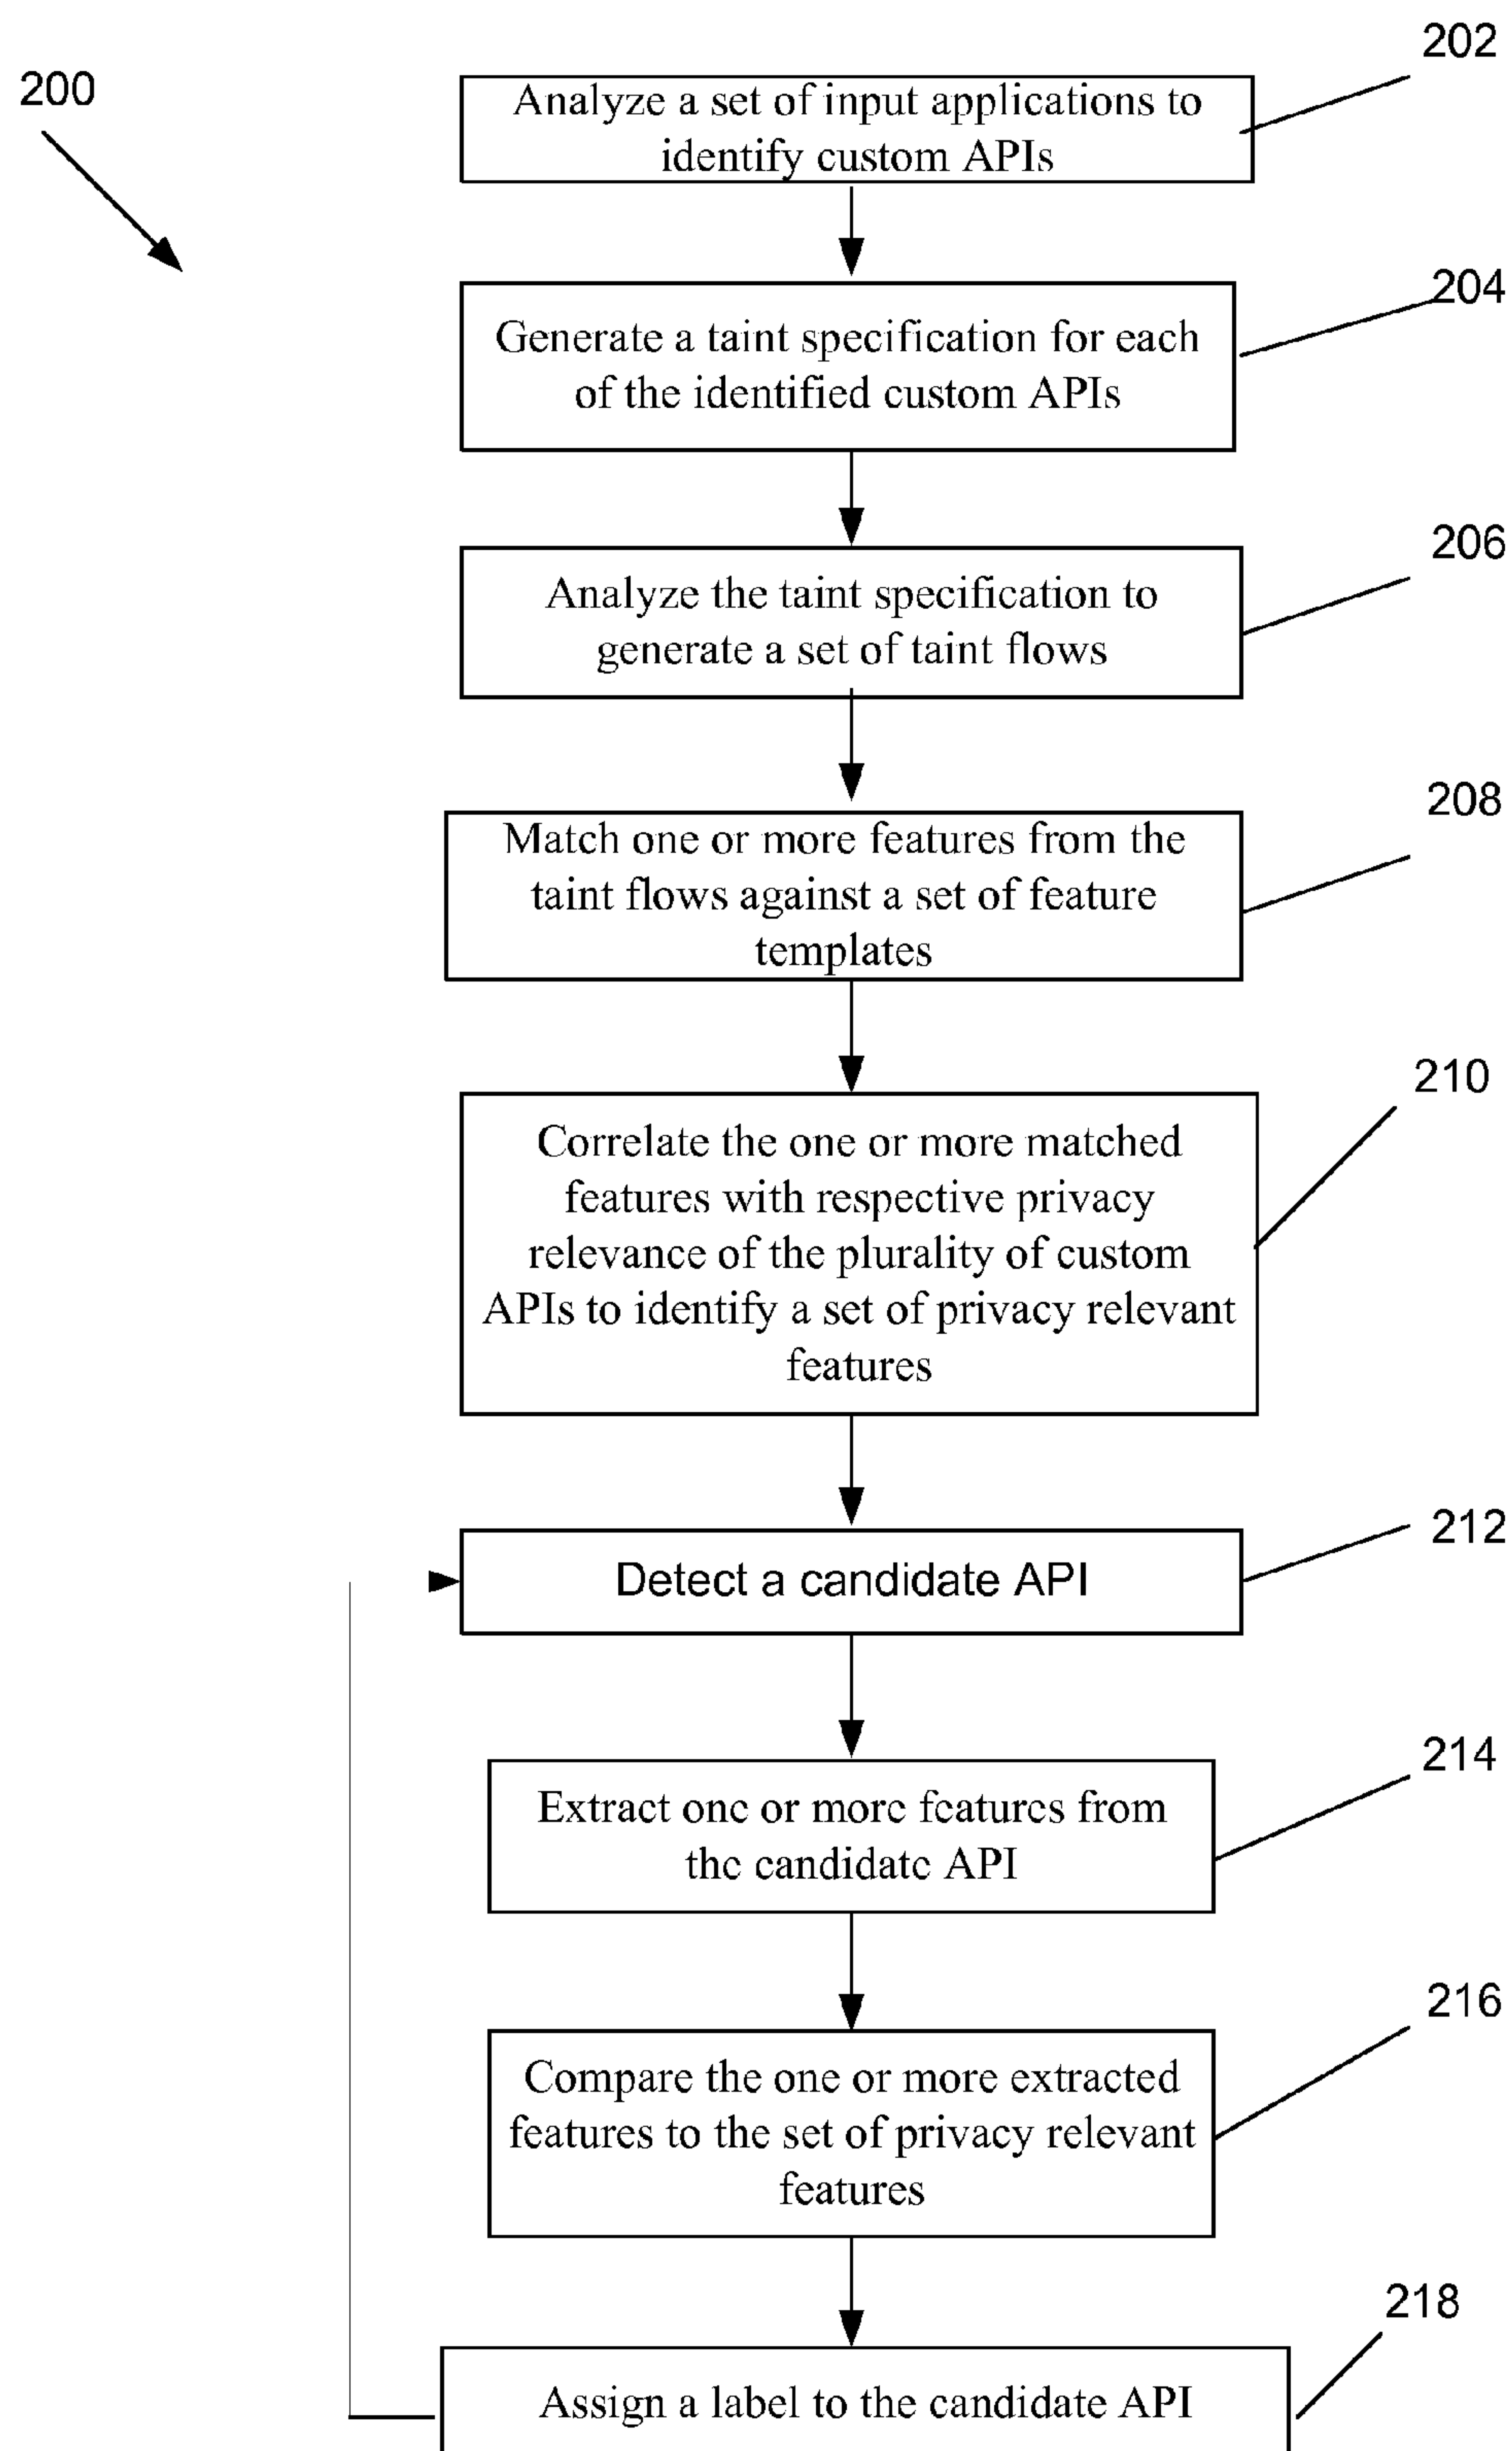 200
202
Analyze a set of input applications to
identify custom APIs
204
Generate a taint specification for each
of the identified custom APIs
206
Analyze the taint specification to
generate a set of taint flows
208
Match one or more features from the
taint flows against a set of feature
templates
210
Correlate the one or more matched
features with respective privacy
relevance of the plurality of custom
APIs to identify a set of privacy relevant
features
212
Detect a candidate API
214
Extract one or more features from
the candidate API
216
Compare the one or more extracted
features to the set of privacy relevant
features
218
Assign a label to the candidate API